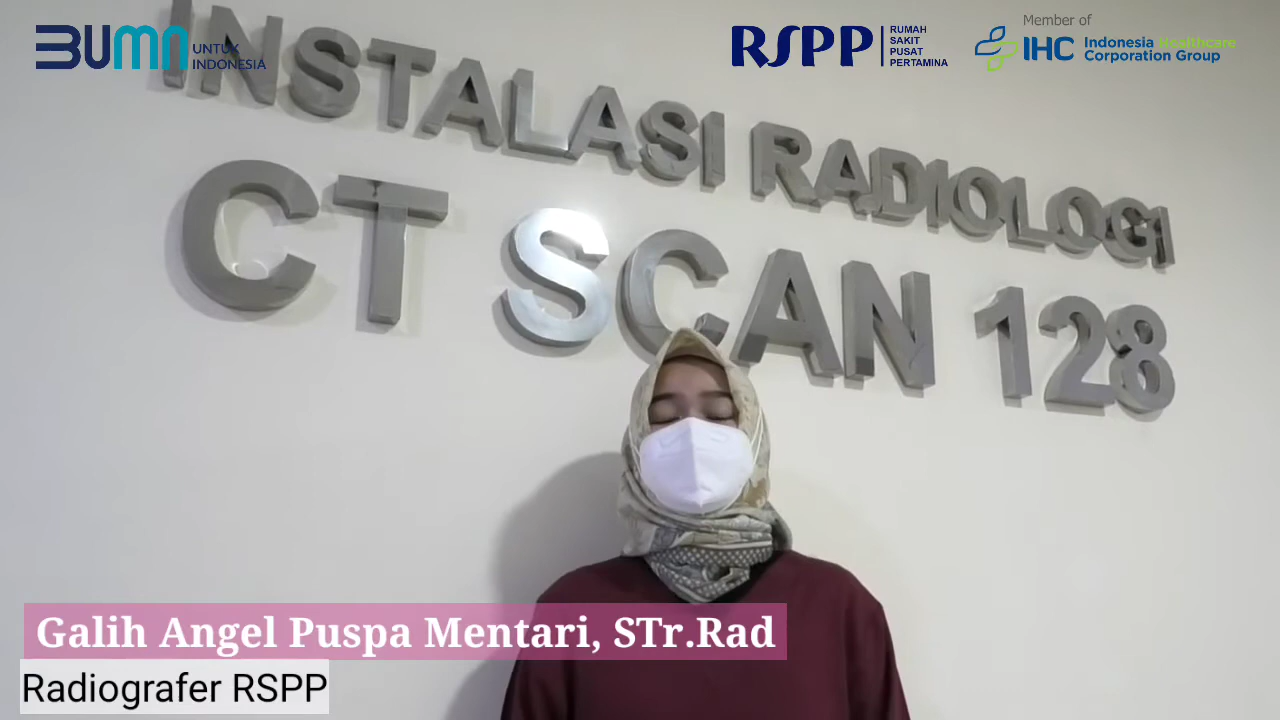 BUMN
UNTUK
INDONESIA
RSPP
RUMAH
SAKIT
PUSAT
PERTAMINA
Member of
IHC
Indonesia Healthcare
Corporation Group
INSTALASI RADIOLOGI
CT SCAN 128
Galih Angel Puspa Mentari, STr.Rad
Radiografer RSPP